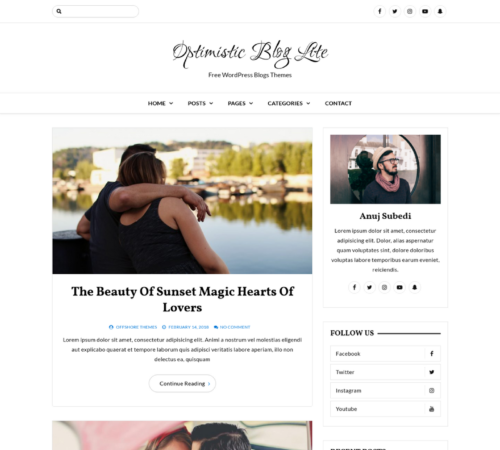 Optimistic Blog Lite
Free WordPress Blogs Themes
HOME
POSTS
PAGES
CATEGORIES
CONTACT
The Beauty Of Sunset Magic Hearts Of
Lovers
OFFSHORE THEMES
FEBRUARY 16, 2018
NO COMMENT
Lorem ipsum dolor sit amet, consectetur adipisicing elit. Animi a nostrum vel molestias eligendi
aut explicabo quaerat et tempore laborum quis adipisci veritatis labore aperiam, illo non
delectus ea, quisquam
Continue Reading
Anuj Subedi
Lorem ipsum dolor sit amet, consectetur
adipisicing elit. Dolor, alias aspernatur
quam voluptates sint, dolore doloribus
voluptas labore temporibus earum eveniet,
reiciendis.
FOLLOW US
Facebook
Twitter
Instagram
Youtube